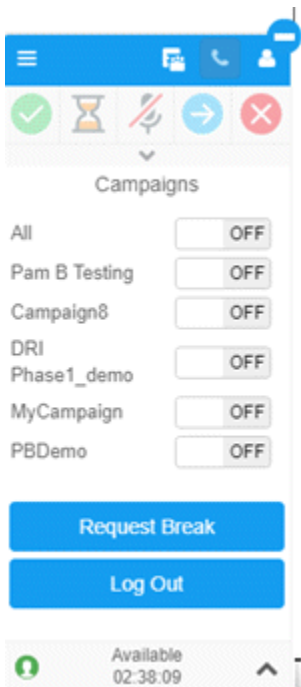 Campaigns
All OFF
Pam B Testing OFF
Campaign8 OFF
DRI
Phase1_demo OFF
MyCampaign OFF
PBDemo OFF
Request Break
Log Out
Available
02:38:09